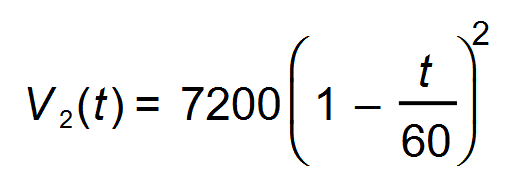 V₂(t) = 7200(1 − t/60)²